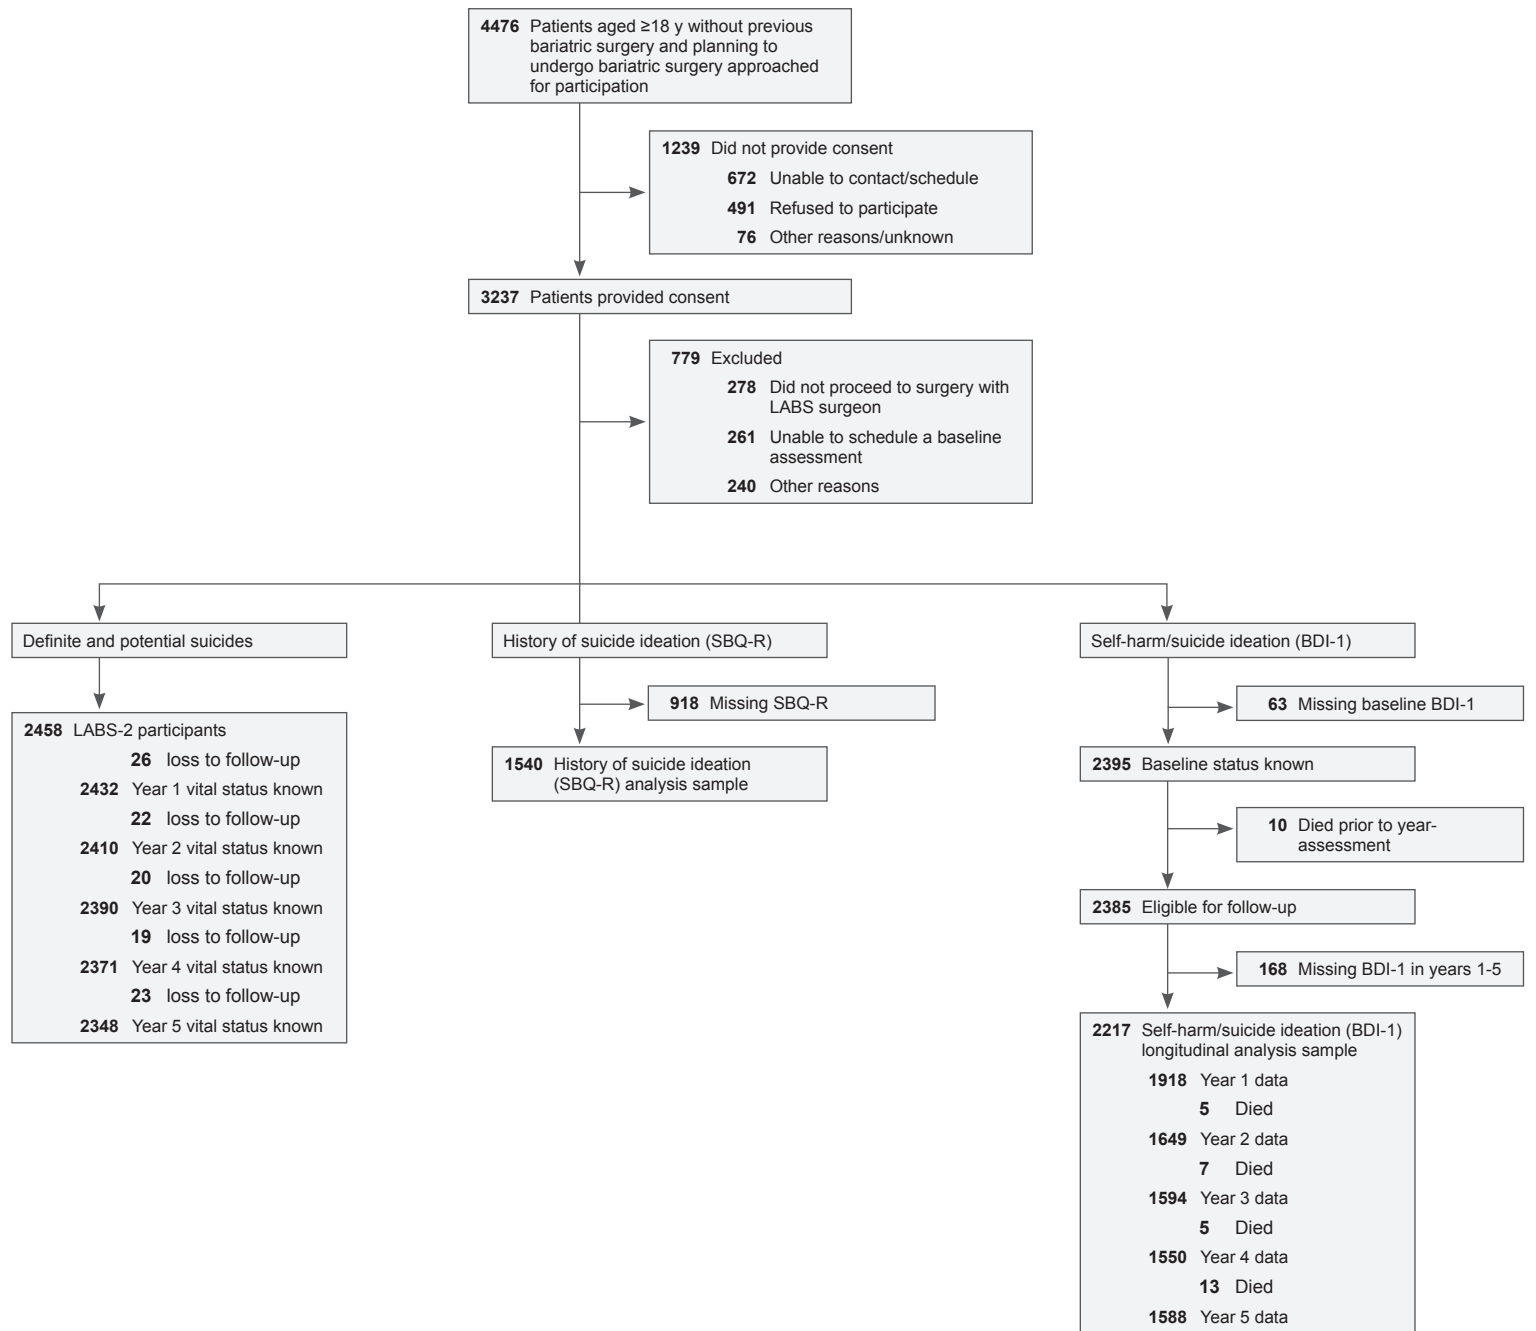 4476 Patients aged ≥18 y without previous
bariatric surgery and planning to
undergo bariatric surgery approached
for participation
1239 Did not provide consent
672 Unable to contact/schedule
491 Refused to participate
76 Other reasons/unknown
3237 Patients provided consent
779 Excluded
278 Did not proceed to surgery with
LABS surgeon
261 Unable to schedule a baseline
assessment
240 Other reasons
Definite and potential suicides
2458 LABS-2 participants
26 loss to follow-up
2432 Year 1 vital status known
22 loss to follow-up
2410 Year 2 vital status known
20 loss to follow-up
2390 Year 3 vital status known
19 loss to follow-up
2371 Year 4 vital status known
23 loss to follow-up
2348 Year 5 vital status known
History of suicide ideation (SBQ-R)
918 Missing SBQ-R
1540 History of suicide ideation
(SBQ-R) analysis sample
Self-harm/suicide ideation (BDI-1)
63 Missing baseline BDI-1
2395 Baseline status known
10 Died prior to year-
assessment
2385 Eligible for follow-up
168 Missing BDI-1 in years 1-5
2217 Self-harm/suicide ideation (BDI-1)
longitudinal analysis sample
1918 Year 1 data
5 Died
1649 Year 2 data
7 Died
1594 Year 3 data
5 Died
1550 Year 4 data
13 Died
1588 Year 5 data